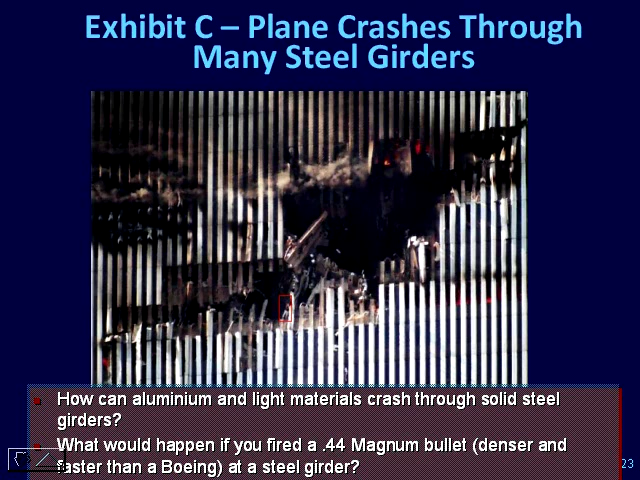 Exhibit C – Plane Crashes Through
Many Steel Girders
How can aluminium and light materials crash through solid steel
girders?
What would happen if you fired a .44 Magnum bullet (denser and
faster than a Boeing) at a steel girder?
23